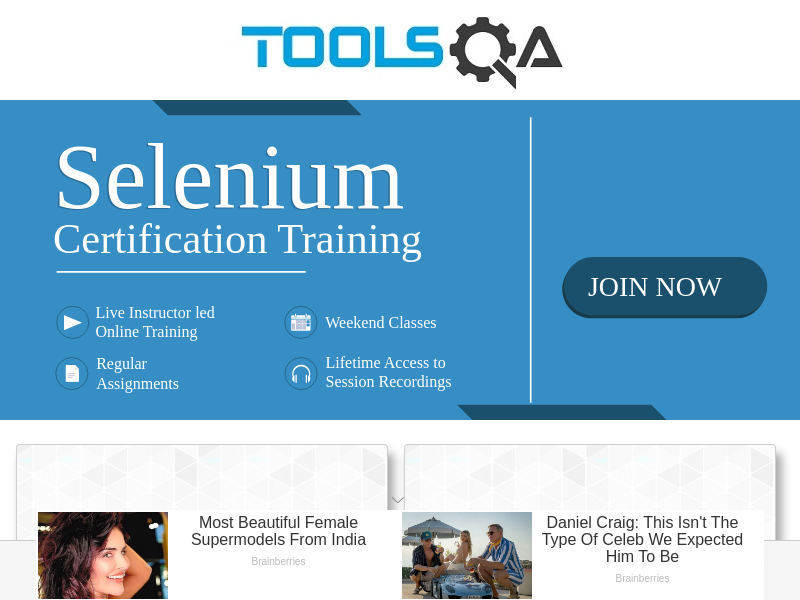 TOOLSQA
Selenium
Certification Training
Live Instructor led
Online Training
Weekend Classes
Regular
Assignments
Lifetime Access to
Session Recordings
JOIN NOW
Most Beautiful Female
Supermodels From India
Brainberries
Daniel Craig: This Isn't The
Type Of Celeb We Expected
Him To Be
Brainberries